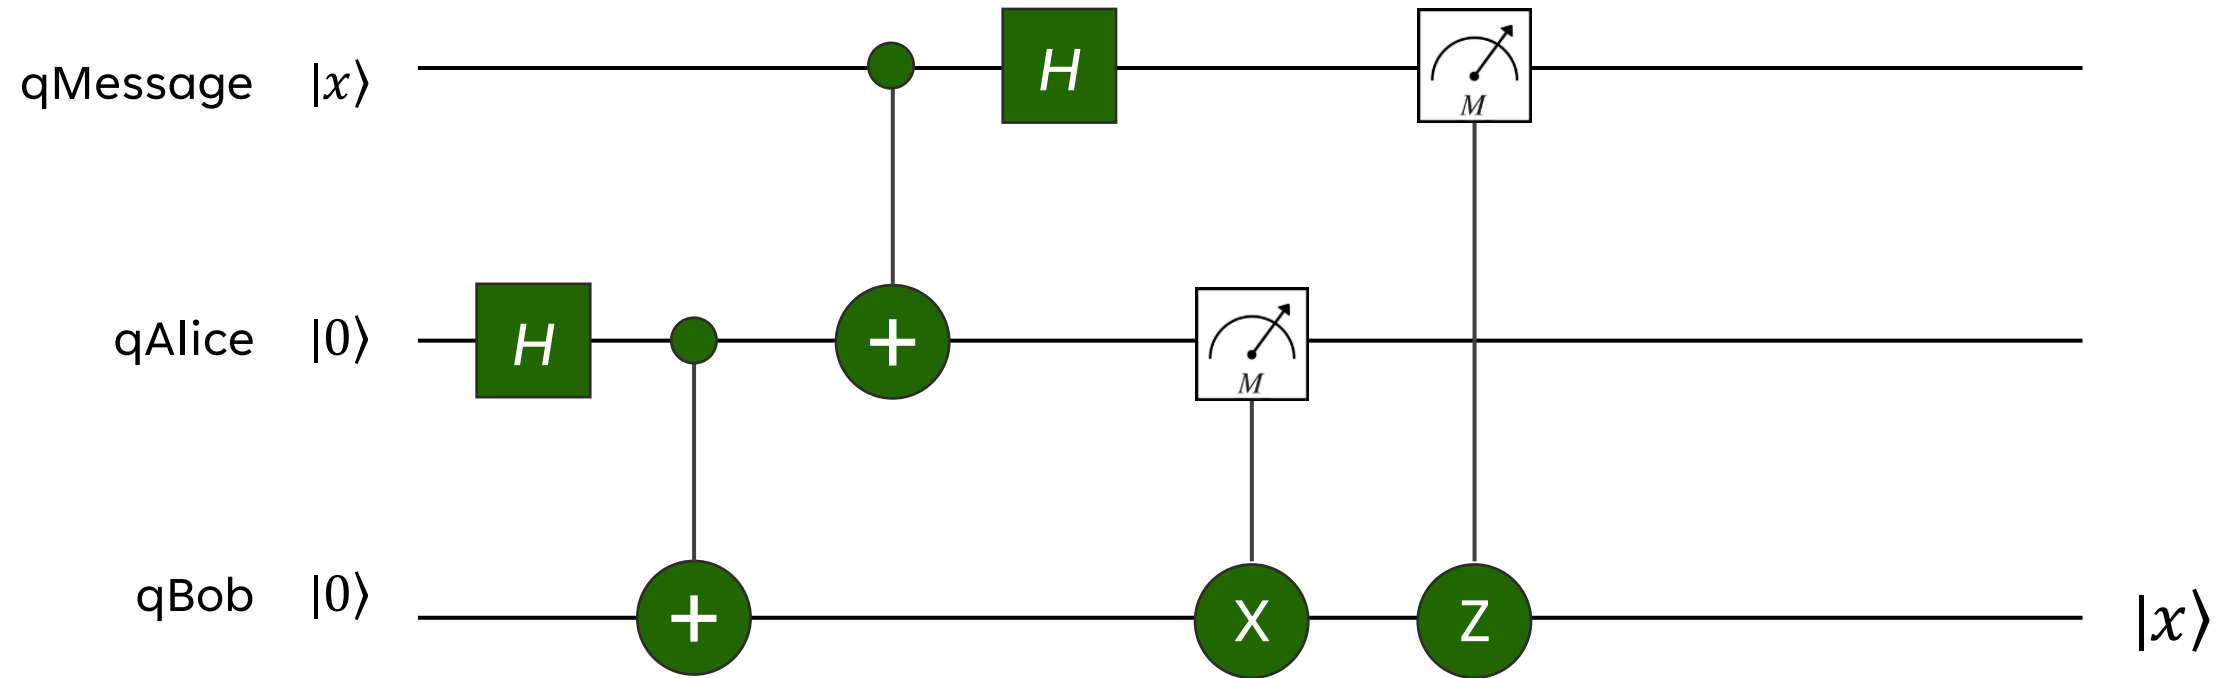 qMessage |x⟩ H M
qAlice |0⟩ H + M
qBob |0⟩ + X Z |x⟩